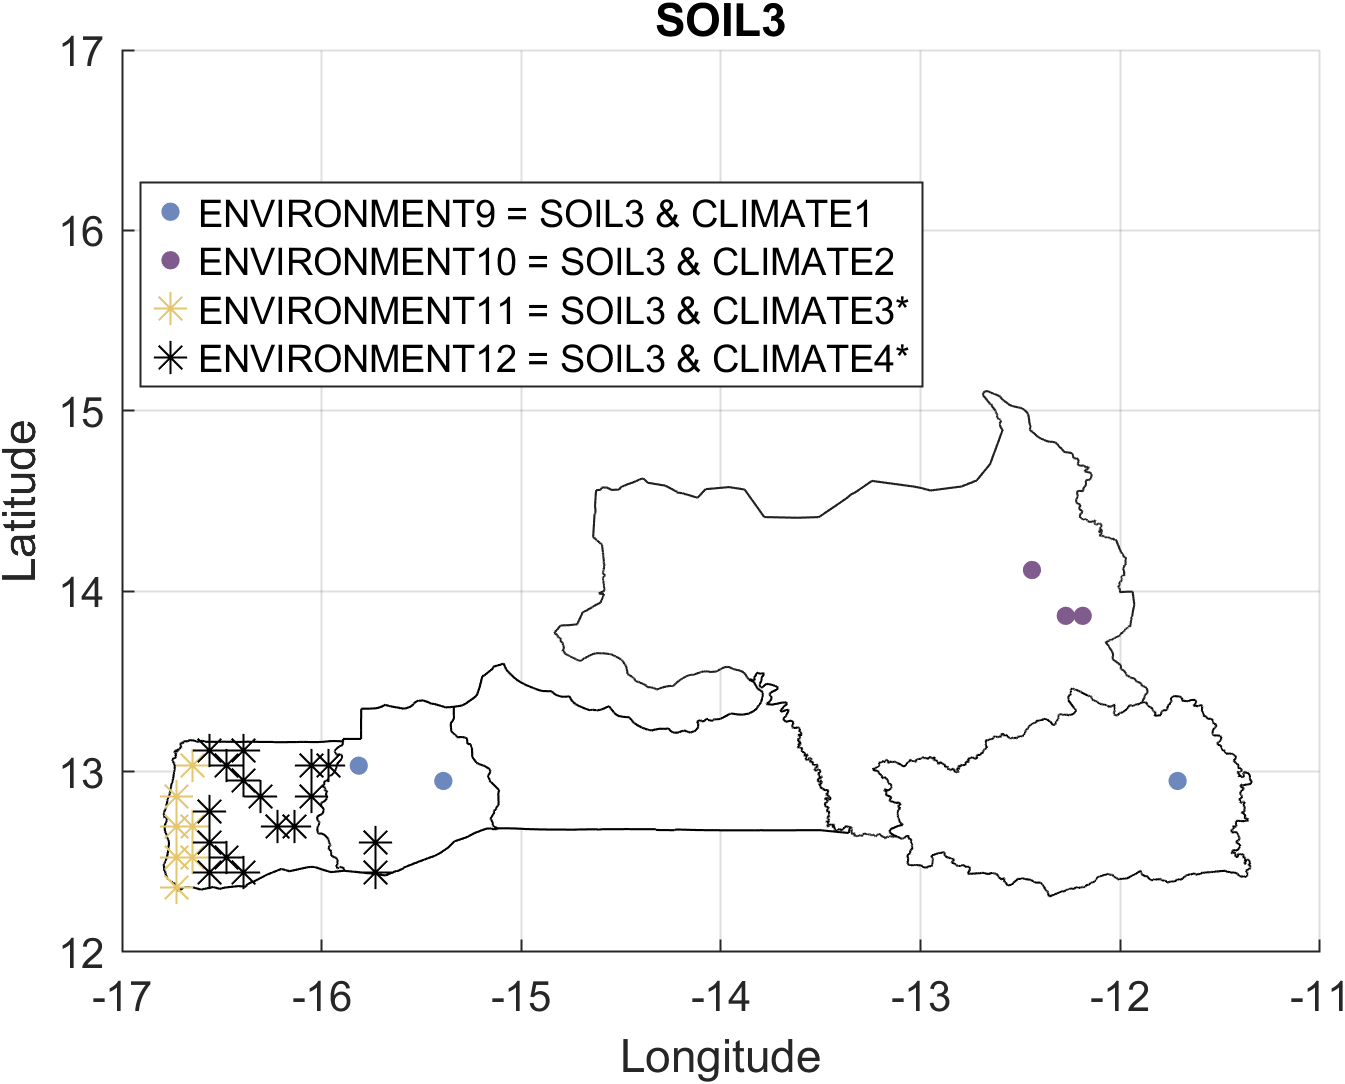 SOIL3
17
16
15
14
13
12
Latitude
ENVIRONMENT9 = SOIL3 & CLIMATE1
ENVIRONMENT10 = SOIL3 & CLIMATE2
ENVIRONMENT11 = SOIL3 & CLIMATE3*
ENVIRONMENT12 = SOIL3 & CLIMATE4*
-17 -16 -15 -14 -13 -12 -11
Longitude